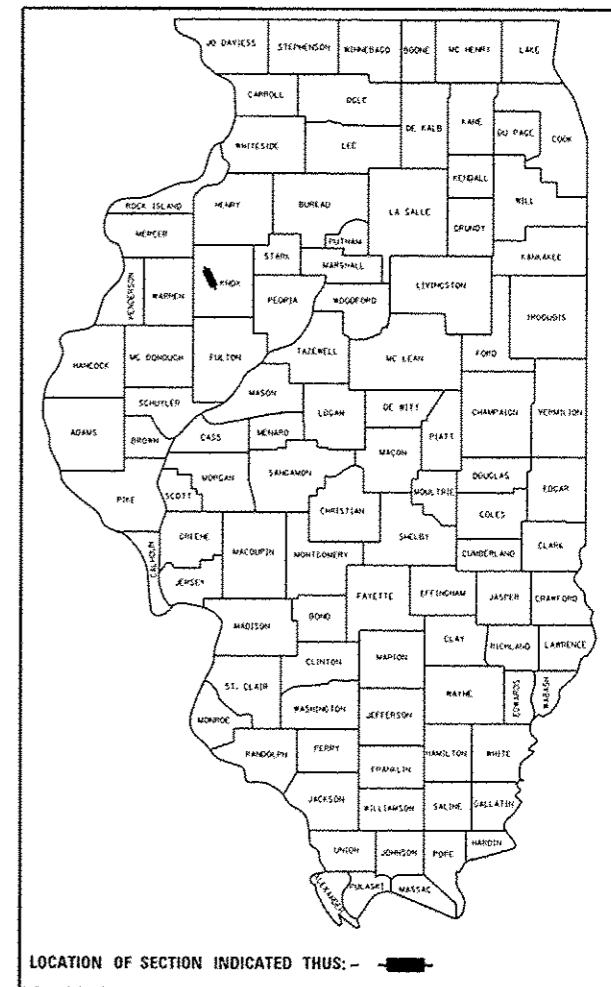 JO DAVIESS STEPHENSON WINNEBAGO BOONE MC HENRY LAKE
CARROLL OGLE DE KALB KANE DU PAGE COOK
WHITESIDE LEE KENDALL WILL
ROCK ISLAND HENRY BUREAU LA SALLE GRUNDY
MERCER PUTNAM KANKAKEE
STARK MARSHALL LIVINGSTON
HENDERSON WARREN KNOX PEORIA WOODFORD IROQUOIS
HANCOCK MC DONOUGH FULTON TAZEWELL MC LEAN FORD
SCHUYLER MASON LOGAN DE WITT CHAMPAIGN VERMILION
ADAMS BROWN CASS MENARD MACON PIATT
PIKE SCOTT MORGAN SANGAMON MOULTRIE DOUGLAS EDGAR
CHRISTIAN COLES
GREENE MACOUPIN MONTGOMERY SHELBY CUMBERLAND CLARK
CALHOUN JERSEY FAYETTE EFFINGHAM JASPER CRAWFORD
MADISON BOND CLAY RICHLAND LAWRENCE
CLINTON MARION WAYNE EDWARDS WABASH
ST. CLAIR WASHINGTON JEFFERSON
MONROE RANDOLPH PERRY HAMILTON WHITE
FRANKLIN
JACKSON WILLIAMSON SALINE GALLATIN
UNION JOHNSON POPE HARDIN
ALEXANDER PULASKI MASSAC
LOCATION OF SECTION INDICATED THUS: -